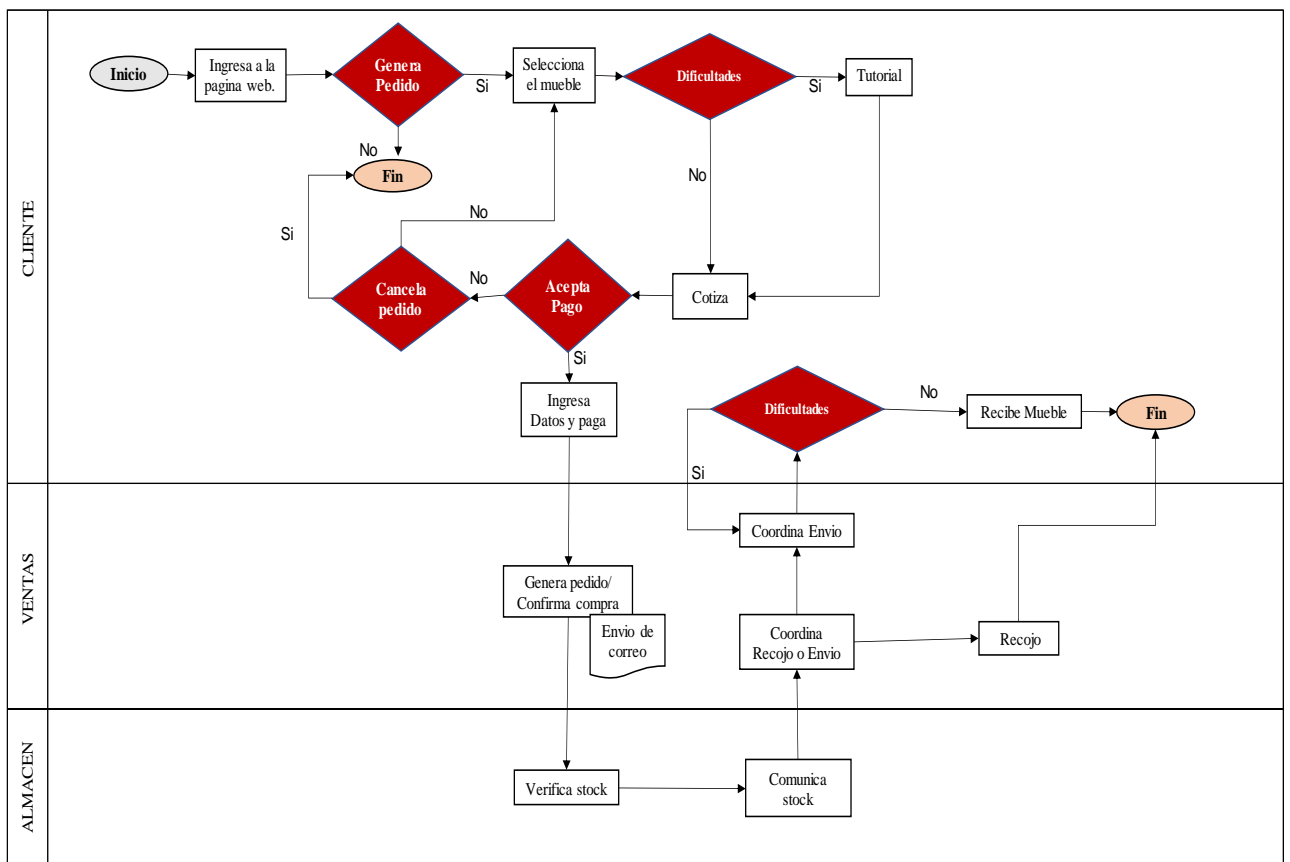 CLIENTE
Inicio
Ingresa a la
pagina web.
Genera
Pedido
Si
Selecciona
el mueble
Dificultades
Si
Tutorial
No
Fin
No
No
Si
Cancela
pedido
No
Acepta
Pago
Cotiza
Si
Ingresa
Datos y paga
Dificultades
No
Recibe Mueble
Fin
Si
VENTAS
Coordina Envio
Genera pedido/
Confirma compra
Envio de
correo
Coordina
Recojo o Envio
Recojo
ALMACEN
Verifica stock
Comunica
stock